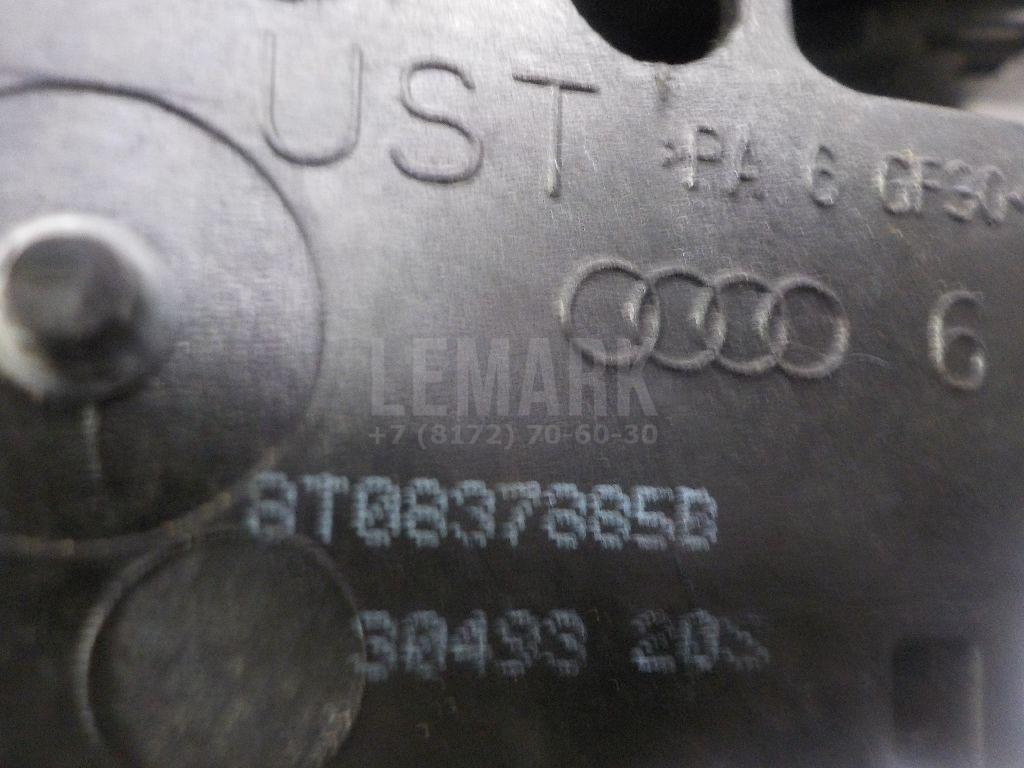 UST
>PA 6 GF30<
6
LEMARK
+7 (8172) 70-60-30
8T0837885B